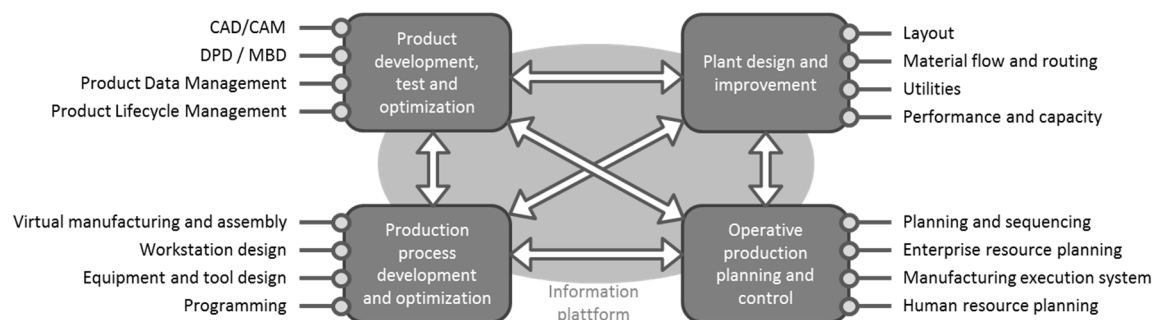 CAD/CAM
DPD / MBD
Product Data Management
Product Lifecycle Management
Product
development,
test and
optimization
Plant design and
improvement
Layout
Material flow and routing
Utilities
Performance and capacity
Virtual manufacturing and assembly
Workstation design
Equipment and tool design
Programming
Production
process
development
and optimization
Information
plattform
Operative
production
planning and
control
Planning and sequencing
Enterprise resource planning
Manufacturing execution system
Human resource planning